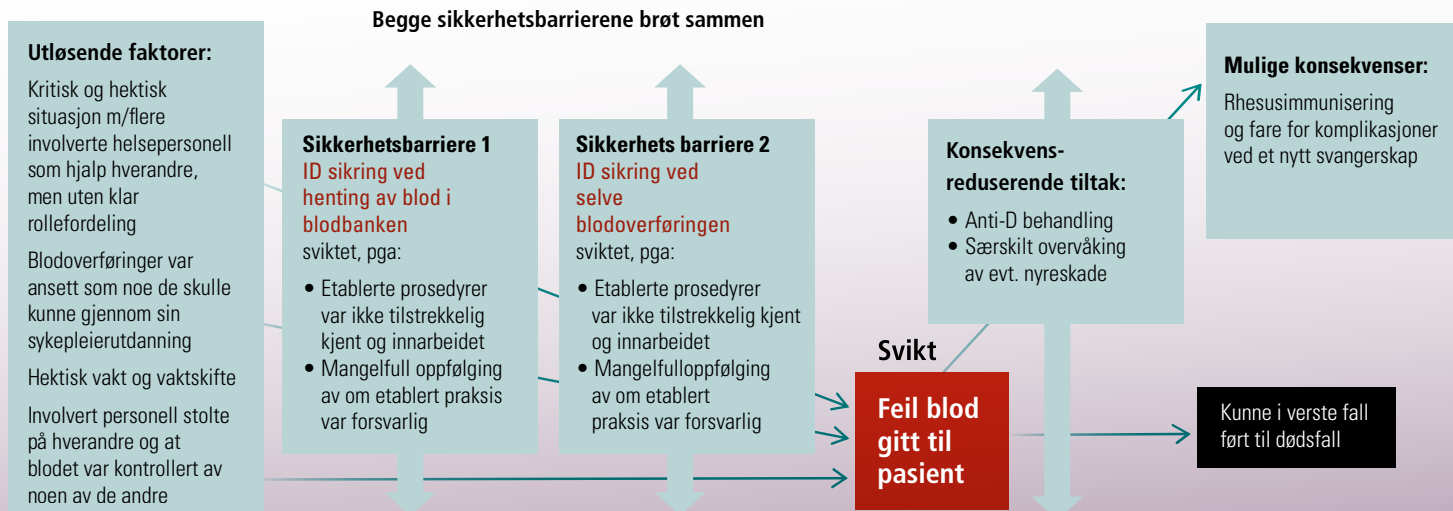 Begge sikkerhetsbarrierene brøt sammen
Utløsende faktorer:
Kritisk og hektisk
situasjon m/flere
involverte helsepersonell
som hjalp hverandre,
men uten klar
rollefordeling
Blodoverføringer var
ansett som noe de skulle
kunne gjennom sin
sykepleierutdanning
Hektisk vakt og vaktskifte
Involvert personell stolte
på hverandre og at
blodet var kontrollert av
noen av de andre
Sikkerhetsbarriere 1
ID sikring ved
henting av blod i
blodbanken
sviktet, pga:
• Etablerte prosedyrer
var ikke tilstrekkelig
kjent og innarbeidet
• Mangelfull oppfølging
av om etablert praksis
var forsvarlig
Sikkerhets barriere 2
ID sikring ved
selve
blodoverføringen
sviktet, pga:
• Etablerte prosedyrer
var ikke tilstrekkelig kjent
og innarbeidet
• Mangelfulloppfølging
av om etablert
praksis var forsvarlig
Svikt
Feil blod
gitt til
pasient
Konsekvens-
reduserende tiltak:
• Anti-D behandling
• Særskilt overvåking
av evt. nyreskade
Mulige konsekvenser:
Rhesusimmunisering
og fare for komplikasjoner
ved et nytt svangerskap
Kunne i verste fall
ført til dødsfall